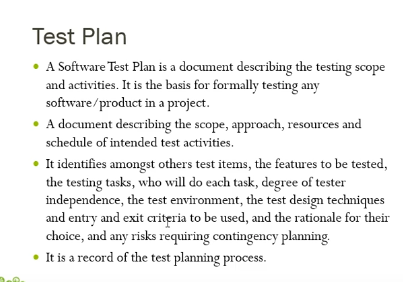 Test Plan
• A Software Test Plan is a document describing the testing scope
and activities. It is the basis for formally testing any
software/product in a project.
• A document describing the scope, approach, resources and
schedule of intended test activities.
• It identifies amongst others test items, the features to be tested,
the testing tasks, who will do each task, degree of tester
independence, the test environment, the test design techniques
and entry and exit criteria to be used, and the rationale for their
choice, and any risks requiring contingency planning.
• It is a record of the test planning process.